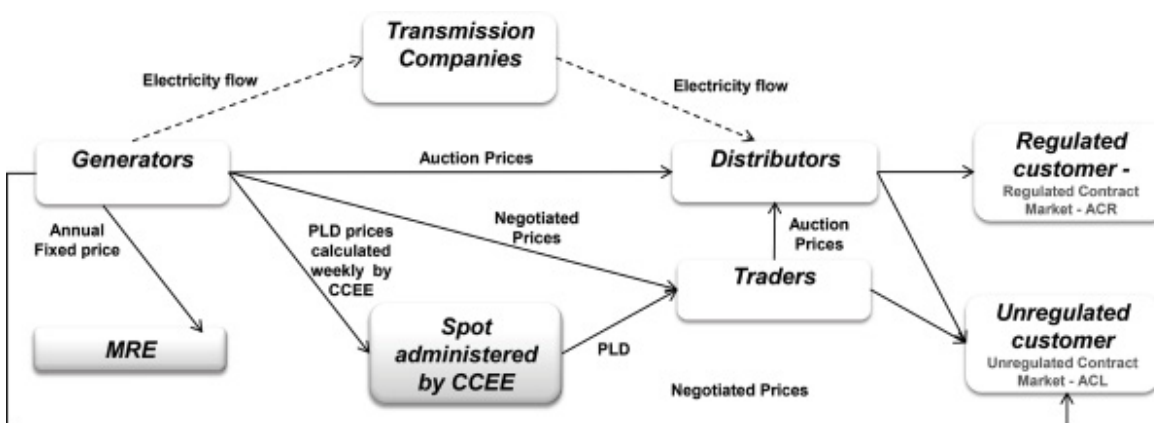 Transmission
Companies
Electricity flow
Electricity flow
Generators
Auction Prices
Distributors
Regulated
customer -
Regulated Contract
Market - ACR
Annual
Fixed price
PLD prices
calculated
weekly by
CCEE
Negotiated
Prices
Auction
Prices
Traders
MRE
Spot
administered
by CCEE
PLD
Unregulated
customer
Unregulated Contract
Market - ACL
Negotiated Prices